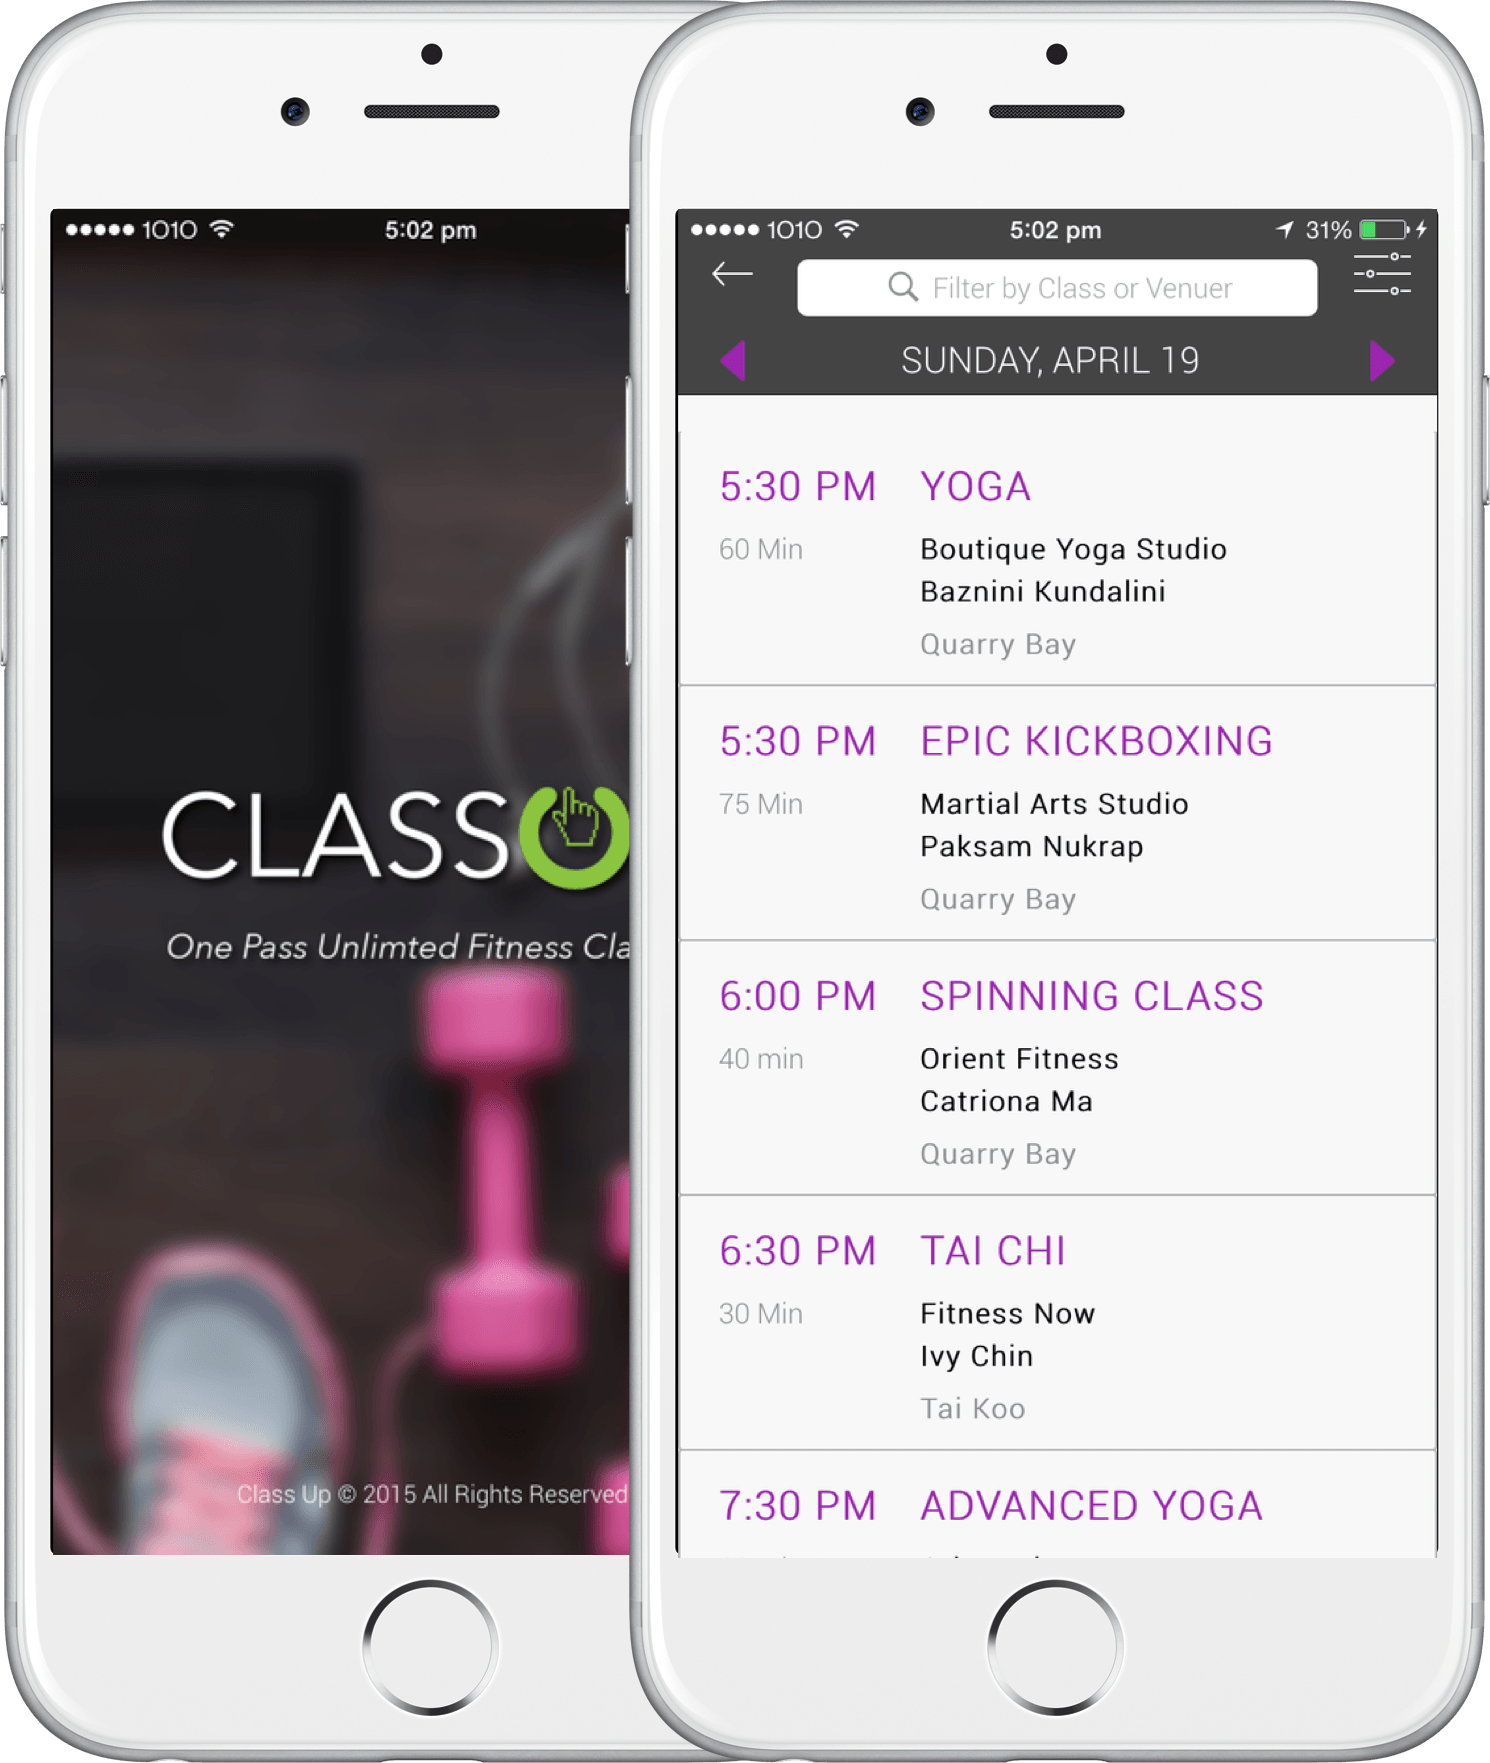 1O1O 5:02 pm
CLASSU
One Pass Unlimted Fitness Cla
Class Up © 2015 All Rights Reserved
1O1O 5:02 pm 31%
Filter by Class or Venuer
SUNDAY, APRIL 19
5:30 PM YOGA
60 Min Boutique Yoga Studio
Baznini Kundalini
Quarry Bay
5:30 PM EPIC KICKBOXING
75 Min Martial Arts Studio
Paksam Nukrap
Quarry Bay
6:00 PM SPINNING CLASS
40 min Orient Fitness
Catriona Ma
Quarry Bay
6:30 PM TAI CHI
30 Min Fitness Now
Ivy Chin
Tai Koo
7:30 PM ADVANCED YOGA